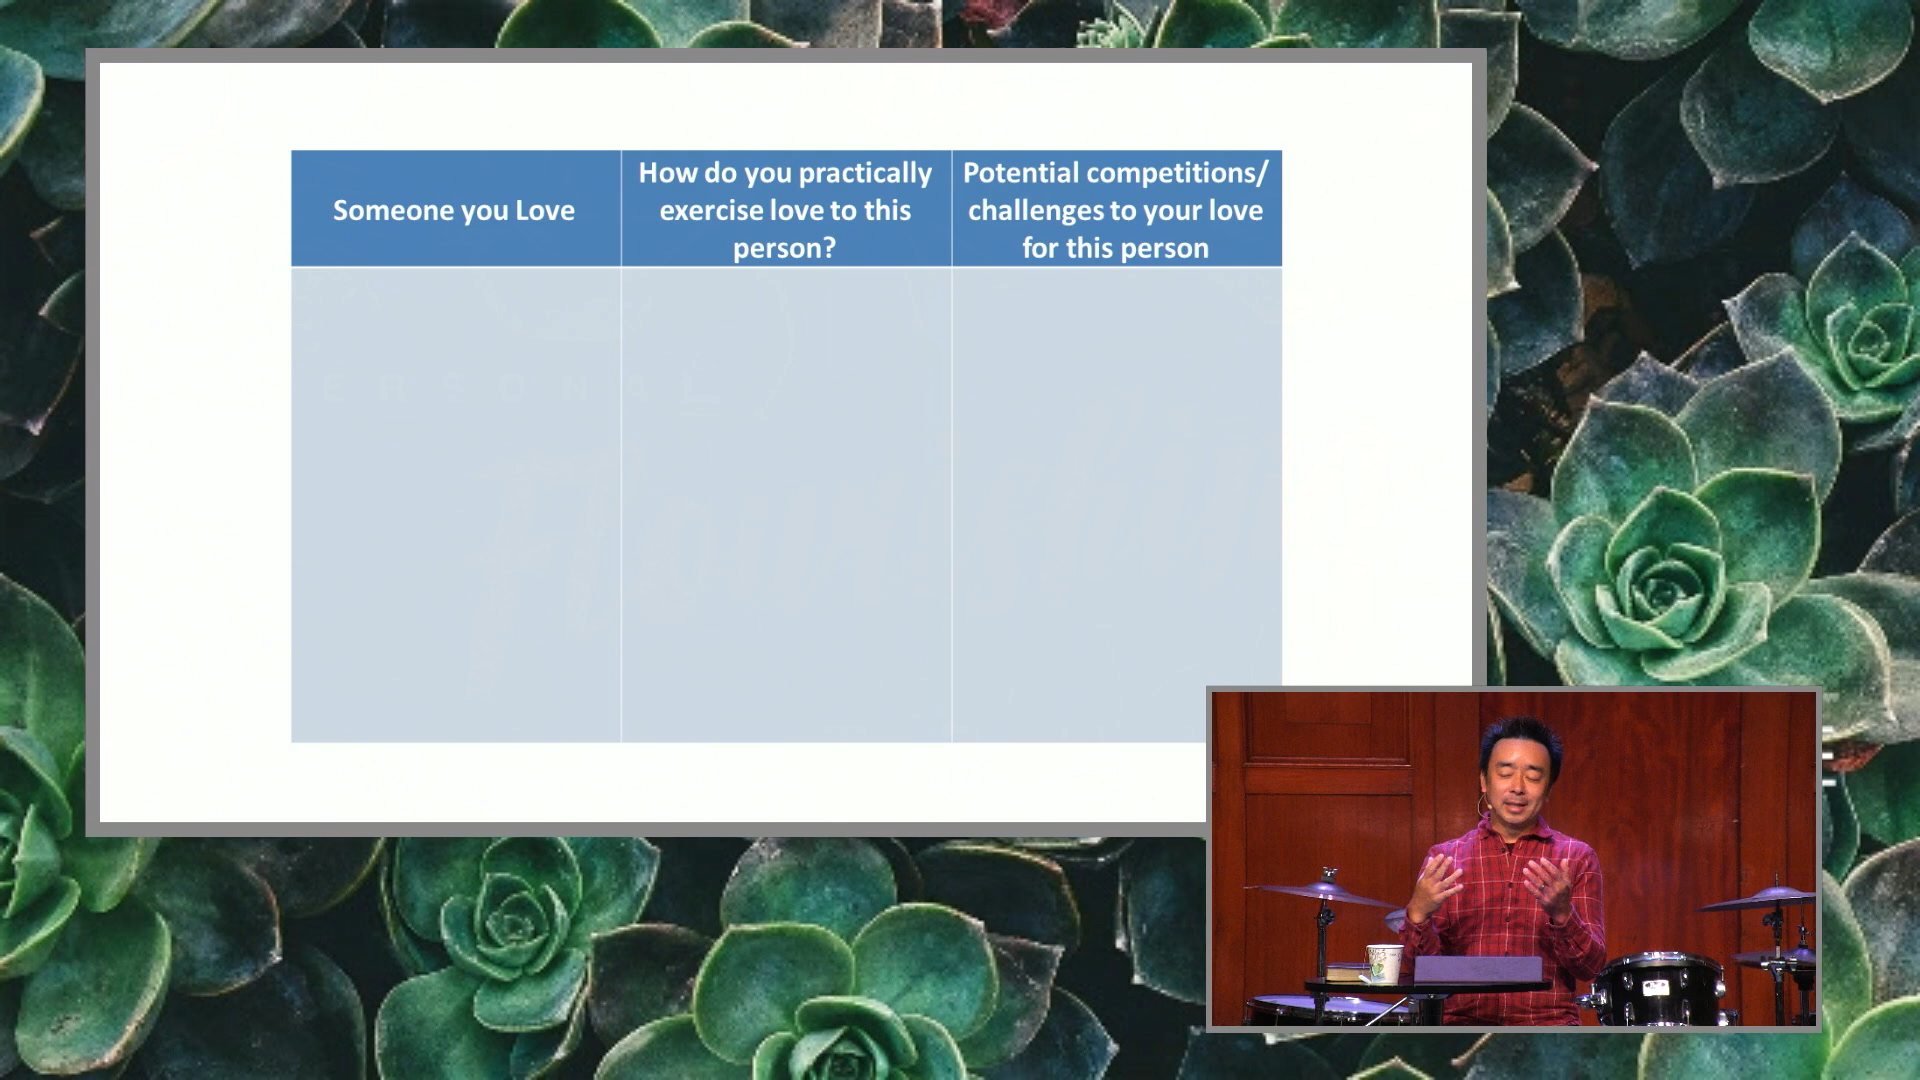 Someone you Love
How do you practically
exercise love to this
person?
Potential competitions/
challenges to your love
for this person
ERSONAL